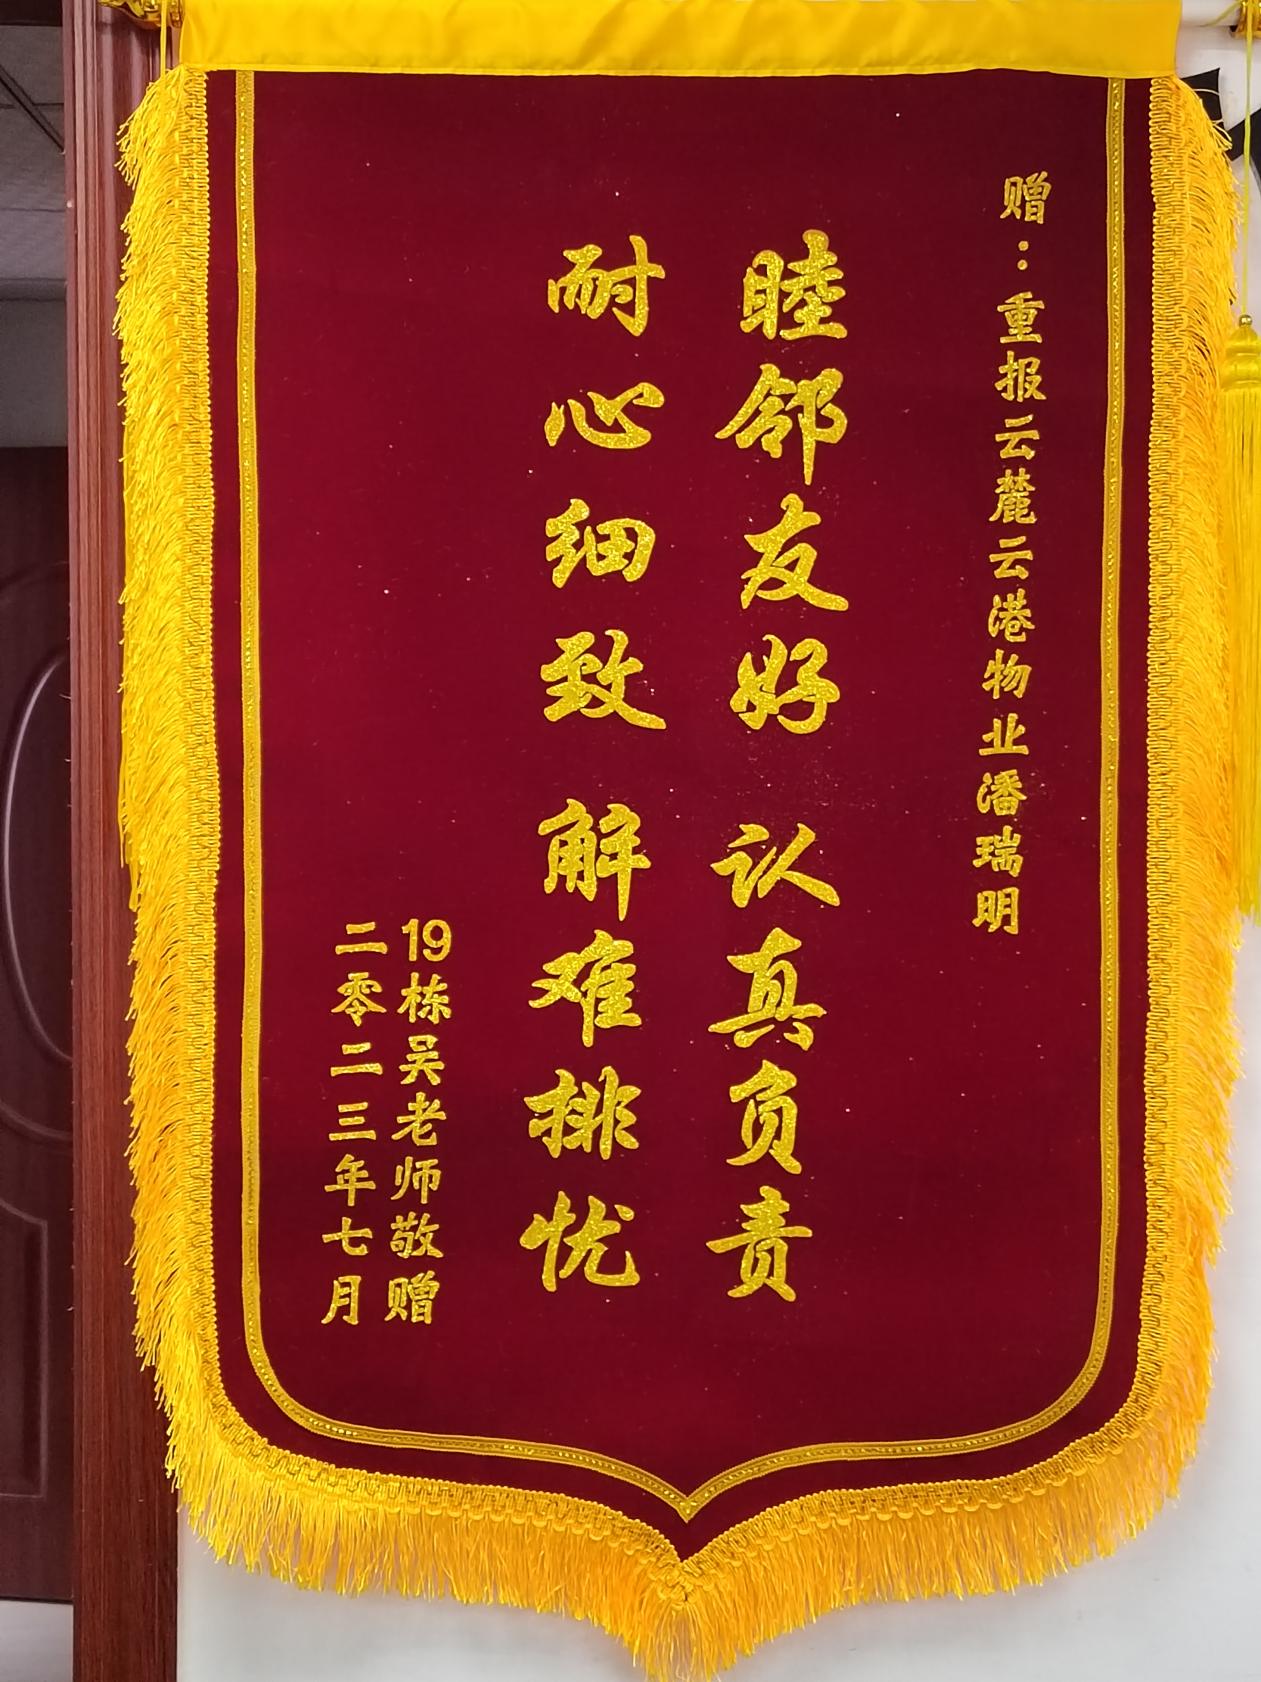 赠：重报云麓云港物业潘瑞明
睦邻友好 认真负责
耐心细致 解难排忧
19栋吴老师敬赠
二零二三年七月